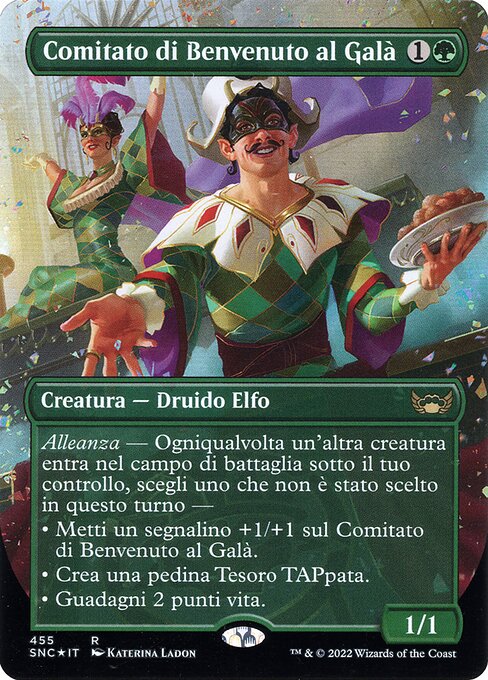 Comitato di Benvenuto al Galà 1
Creatura — Druido Elfo
Alleanza — Ogniqualvolta un'altra creatura
entra nel campo di battaglia sotto il tuo
controllo, scegli uno che non è stato scelto
in questo turno —
• Metti un segnalino +1/+1 sul Comitato
di Benvenuto al Galà.
• Crea una pedina Tesoro TAPpata.
• Guadagni 2 punti vita.
1/1
455 R
SNC★IT Katerina Ladon
™ & © 2022 Wizards of the Coast